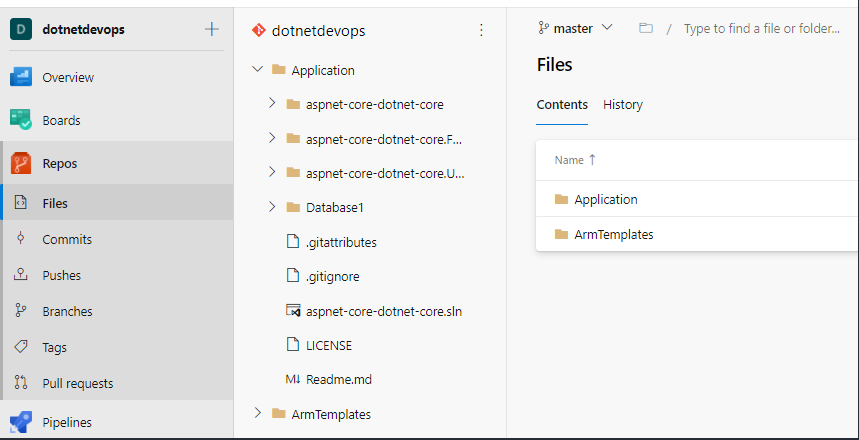 D dotnetdevops
Overview
Boards
Repos
Files
Commits
Pushes
Branches
Tags
Pull requests
Pipelines
dotnetdevops
Application
aspnet-core-dotnet-core
aspnet-core-dotnet-core.F...
aspnet-core-dotnet-core.U...
Database1
.gitattributes
.gitignore
aspnet-core-dotnet-core.sln
LICENSE
M↓ Readme.md
ArmTemplates
master / Type to find a file or folder...
Files
Contents History
Name ↑
Application
ArmTemplates